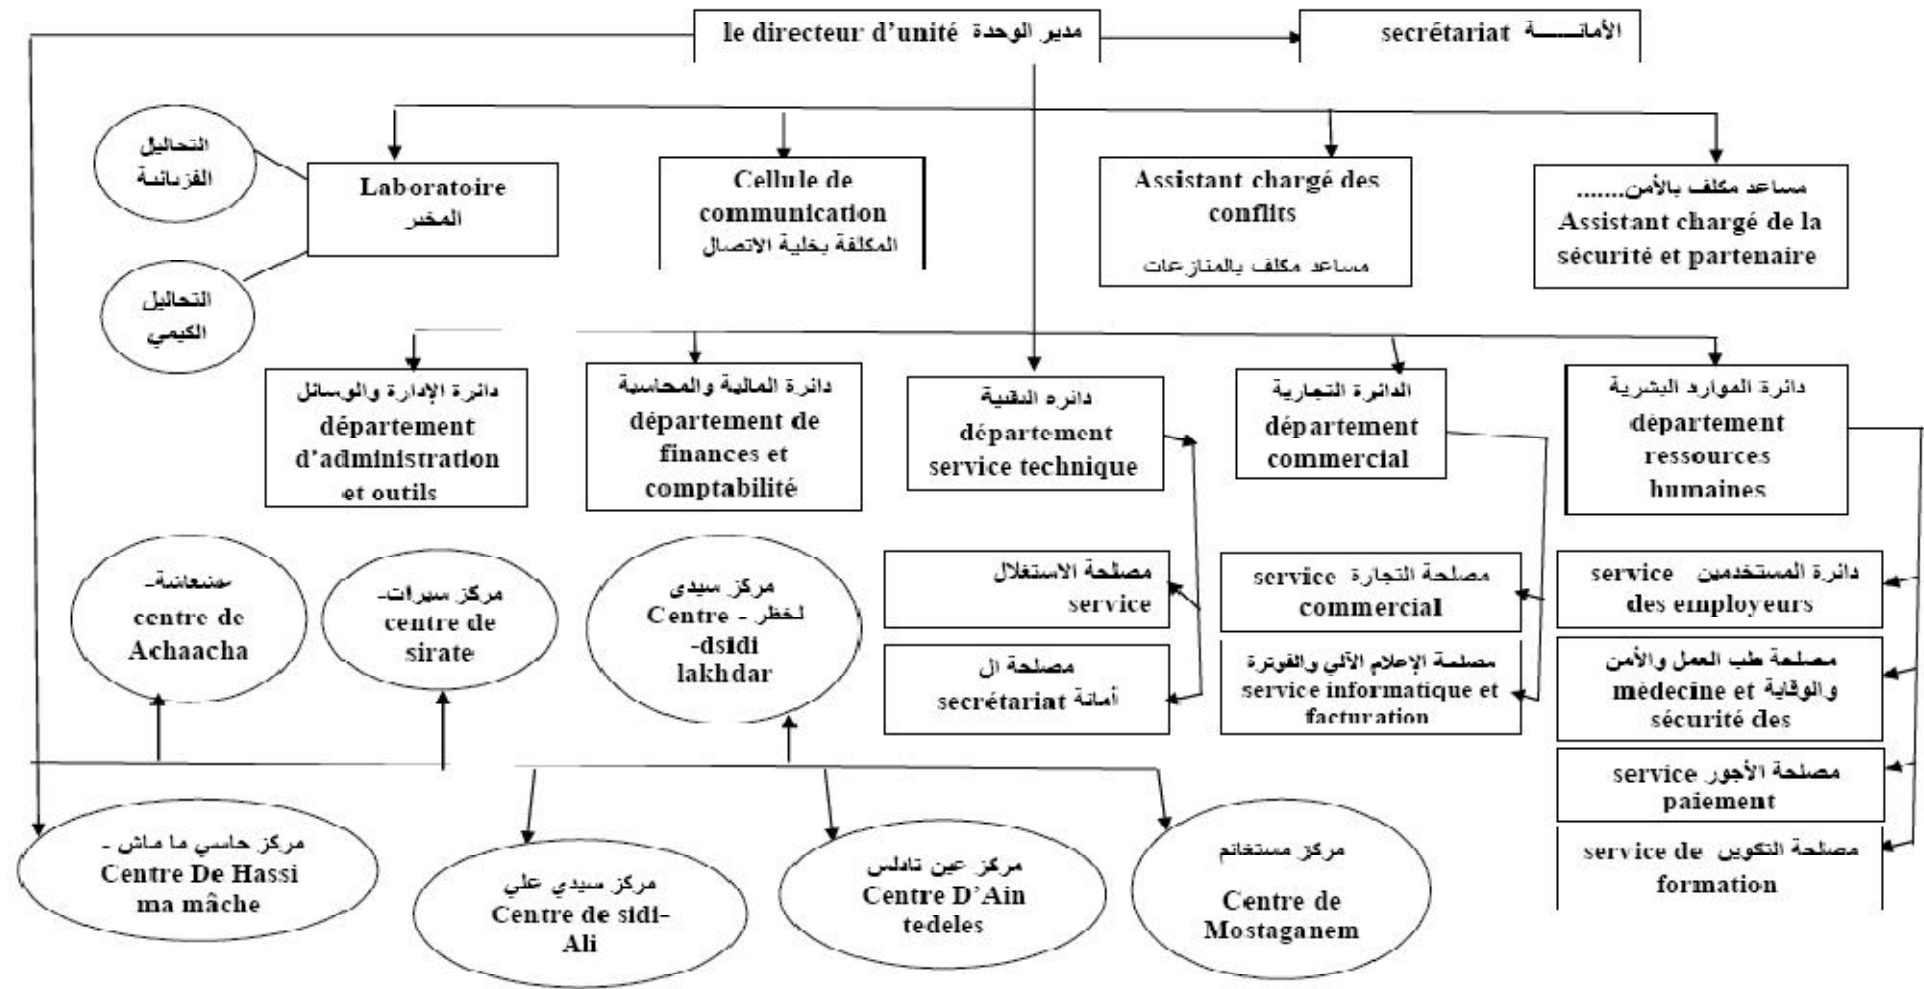 le directeur d’unité مدير الوحدة
secrétariat الأمانـــــــة
التحاليل
الفزيائية
Laboratoire
المخبر
Cellule de
communication
المكلفة بخلية الاتصال
Assistant chargé des
conflits
مساعد مكلف بالمنازعات
مساعد مكلف بالأمن.......
Assistant chargé de la
sécurité et partenaire
التحاليل
الكيمي
دائرة الإدارة والوسائل
département
d’administration
et outils
دائرة المالية والمحاسبة
département de
finances et
comptabilité
دائره التقنية
département
service technique
الدائرة التجارية
département
commercial
دائرة الموارد البشرية
département
ressources
humaines
centre de
Achaacha
مركز سيرات-
centre de
sirate
مركز سيدي
لخظر - Centre
-dsidi
lakhdar
مصلحة الاستغلال
service
مصلحة ال
أمانة secrétariat
مصلحة التجارة service
commercial
مصلحة الإعلام الآلي والفوترة
service informatique et
facturation
دائرة المستخدمين service
des employeurs
مصلحة طب العمل والأمن
والوقاية médecine et
sécurité des
مصلحة الأجور service
paiement
مصلحة التكوين service de
formation
مركز حاسي ما ماش -
Centre De Hassi
ma mâche
مركز سيدي علي
Centre de sidi-
Ali
مركز عين تادلس
Centre D’Ain
tedeles
مركز مستغانم
Centre de
Mostaganem